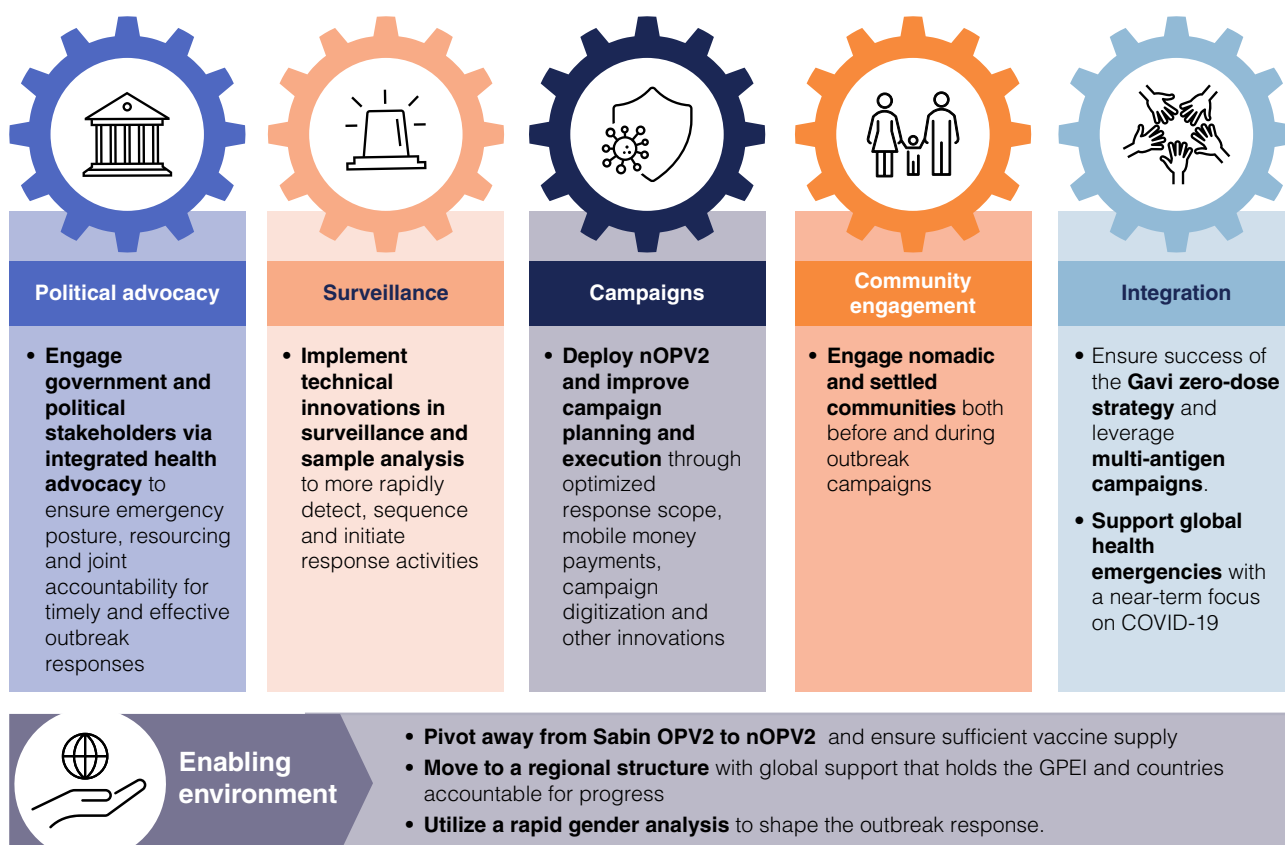 Political advocacy
• Engage
government and
political
stakeholders via
integrated health
advocacy to
ensure emergency
posture, resourcing
and joint
accountability for
timely and effective
outbreak
responses
Surveillance
• Implement
technical
innovations in
surveillance and
sample analysis
to more rapidly
detect, sequence
and initiate
response activities
Campaigns
• Deploy nOPV2
and improve
campaign
planning and
execution through
optimized
response scope,
mobile money
payments,
campaign
digitization and
other innovations
Community
engagement
• Engage nomadic
and settled
communities both
before and during
outbreak
campaigns
Integration
• Ensure success of
the Gavi zero-dose
strategy and
leverage
multi-antigen
campaigns.
• Support global
health
emergencies with
a near-term focus
on COVID-19
Enabling
environment
• Pivot away from Sabin OPV2 to nOPV2 and ensure sufficient vaccine supply
• Move to a regional structure with global support that holds the GPEI and countries
accountable for progress
• Utilize a rapid gender analysis to shape the outbreak response.